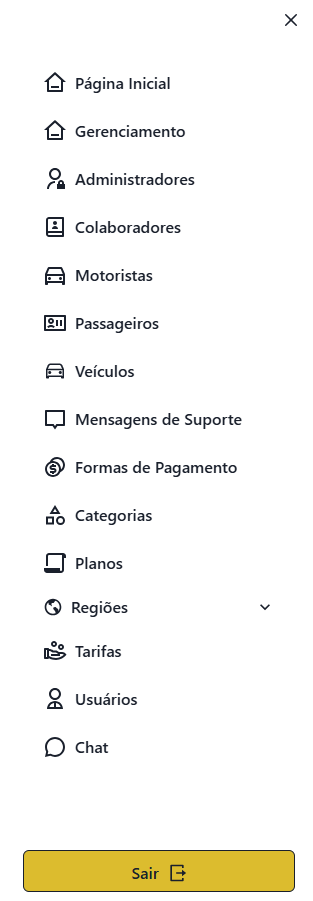 Página Inicial
Gerenciamento
Administradores
Colaboradores
Motoristas
Passageiros
Veículos
Mensagens de Suporte
Formas de Pagamento
Categorias
Planos
Regiões
Tarifas
Usuários
Chat
Sair